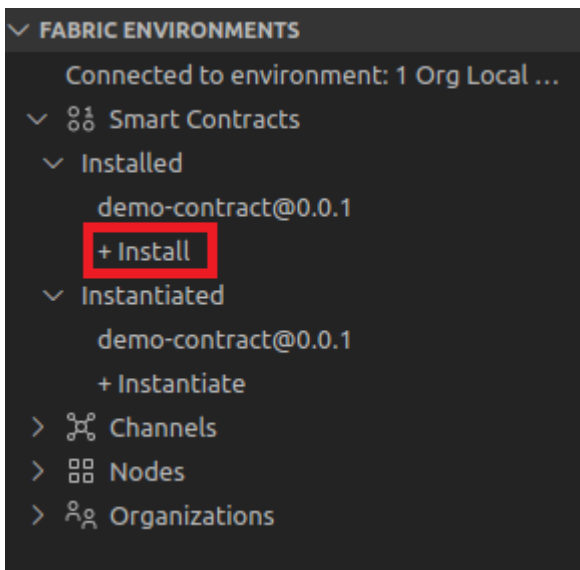 FABRIC ENVIRONMENTS
Connected to environment: 1 Org Local ...
Smart Contracts
Installed
demo-contract@0.0.1
+ Install
Instantiated
demo-contract@0.0.1
+ Instantiate
Channels
Nodes
Organizations